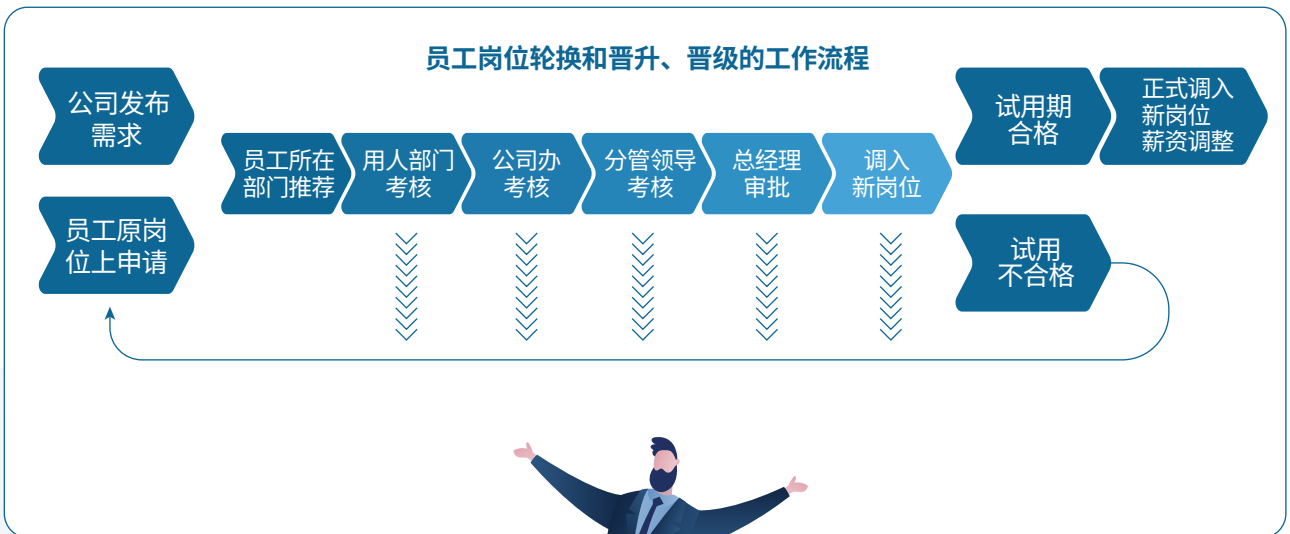 员工岗位轮换和晋升、晋级的工作流程
公司发布
需求
员工原岗
位上申请
员工所在
部门推荐
用人部门
考核
公司办
考核
分管领导
考核
总经理
审批
调入
新岗位
试用期
合格
正式调入
新岗位
薪资调整
试用
不合格